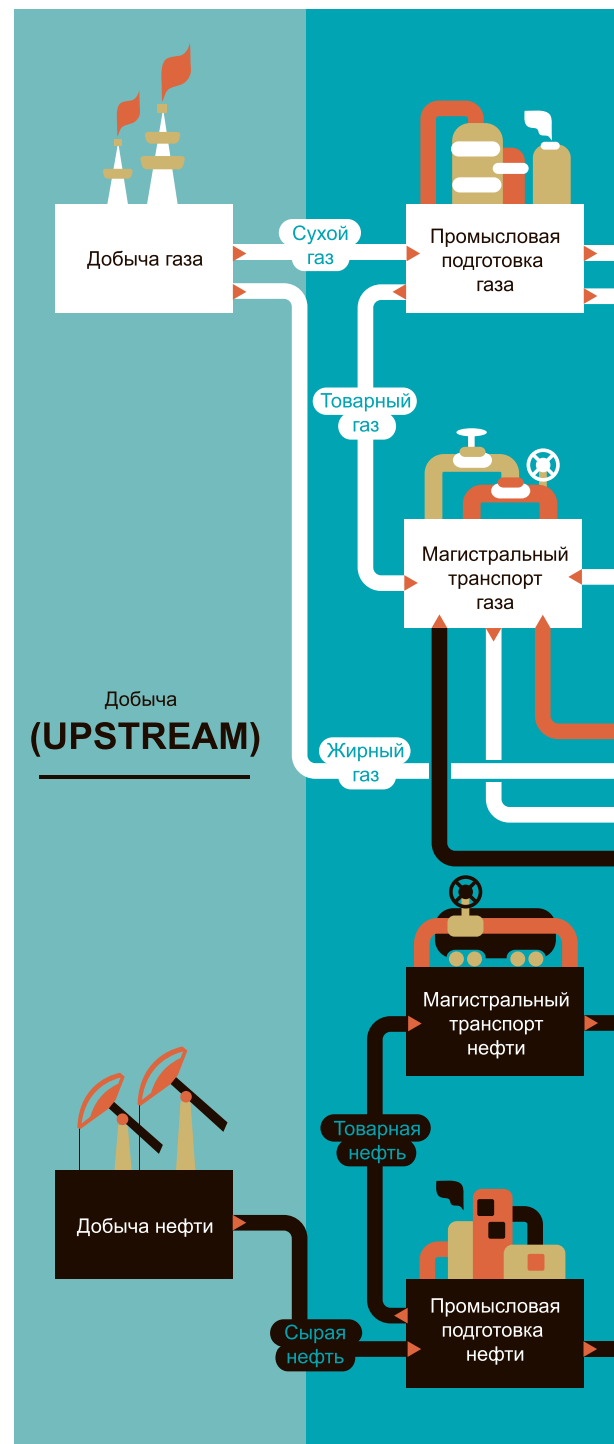 Добыча газа
Сухой
газ
Промысловая
подготовка
газа
Товарный
газ
Магистральный
транспорт
газа
Добыча
(UPSTREAM)
Жирный
газ
Магистральный
транспорт
нефти
Товарная
нефть
Добыча нефти
Сырая
нефть
Промысловая
подготовка
нефти